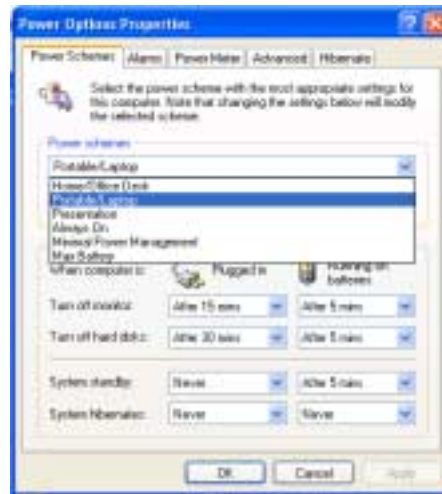 Power Options Properties
Power Schemes Alarms Power Meter Advanced Hibernate
Select the power scheme with the most appropriate settings for
this computer. Note that changing the settings below will modify
the selected scheme.
Power schemes
Portable/Laptop
Home/Office Desk
Portable/Laptop
Presentation
Always On
Minimal Power Management
Max Battery
When computer is: Plugged in Running on
batteries
Turn off monitor: After 15 mins After 5 mins
Turn off hard disks: After 30 mins After 5 mins
System standby: Never After 5 mins
System hibernates: Never Never
OK Cancel Apply